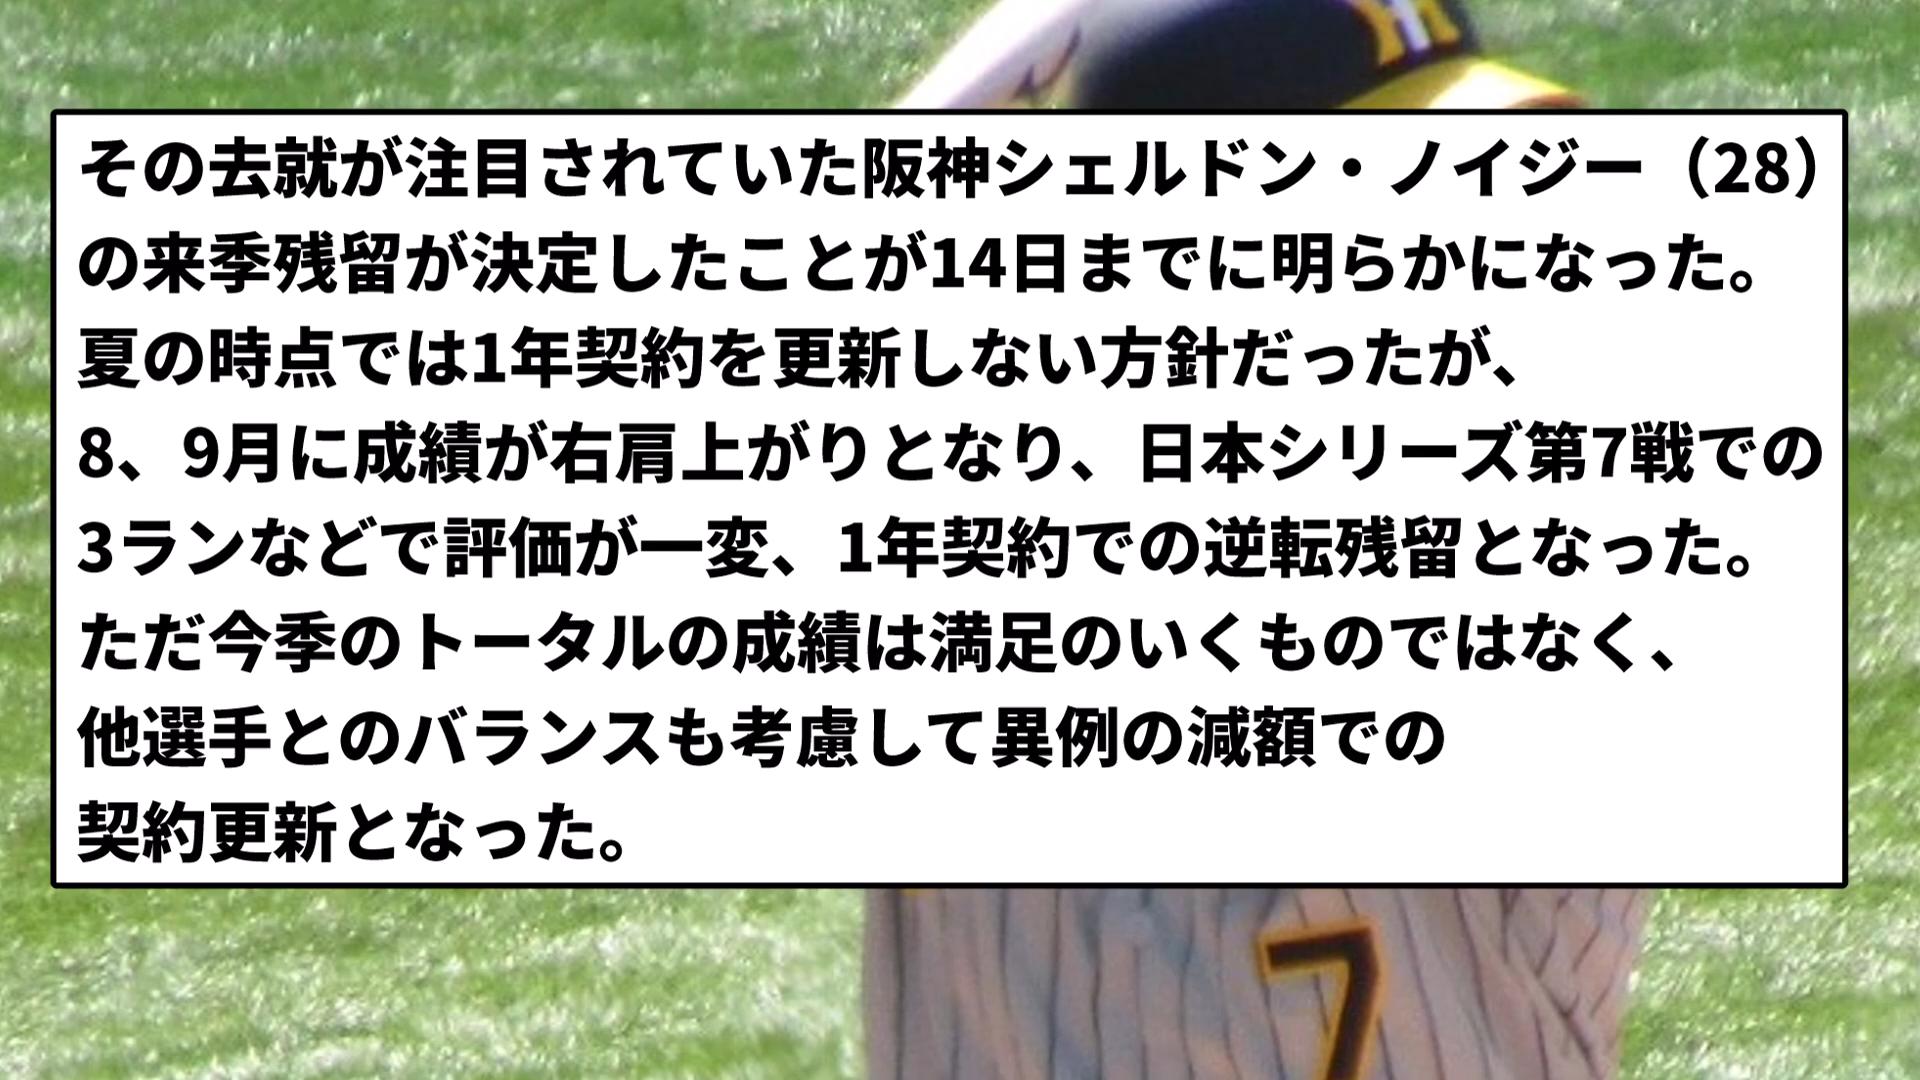 その去就が注目されていた阪神シェルドン・ノイジー（28）
の来季残留が決定したことが14日までに明らかになった。
夏の時点では1年契約を更新しない方針だったが、
8、9月に成績が右肩上がりとなり、日本シリーズ第7戦での
3ランなどで評価が一変、1年契約での逆転残留となった。
ただ今季のトータルの成績は満足のいくものではなく、
他選手とのバランスも考慮して異例の減額での
契約更新となった。
7